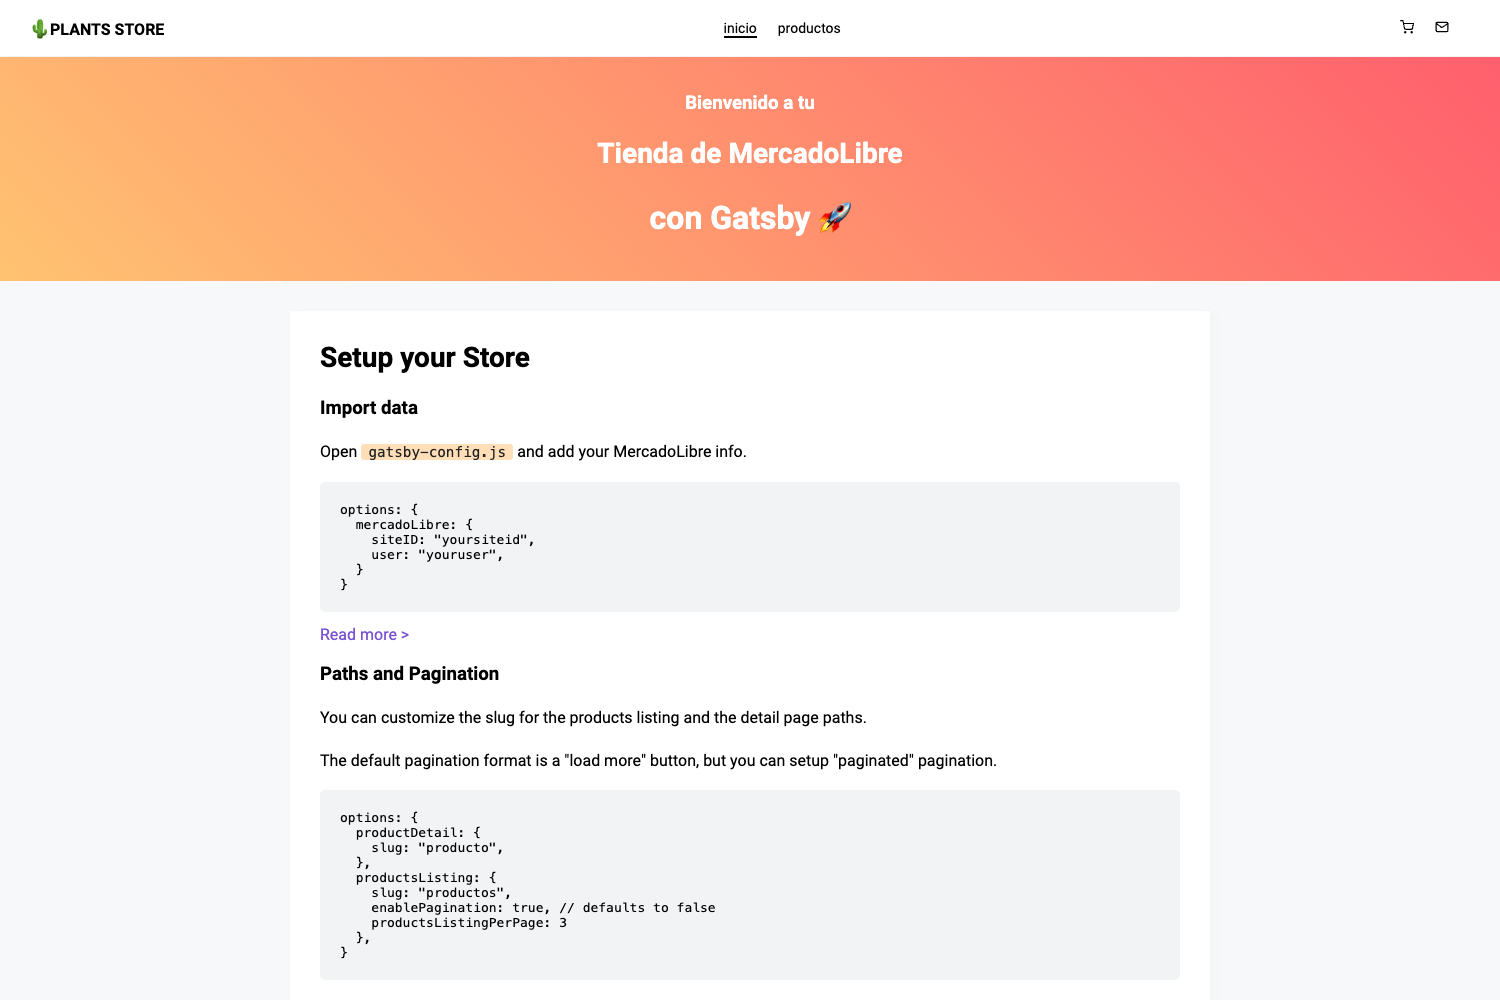 🌵PLANTS STORE
inicio productos
Bienvenido a tu
Tienda de MercadoLibre
con Gatsby 🚀
Setup your Store
Import data
Open gatsby-config.js and add your MercadoLibre info.
options: {
  mercadoLibre: {
    siteID: "yoursiteid",
    user: "youruser",
  }
}
Read more >
Paths and Pagination
You can customize the slug for the products listing and the detail page paths.
The default pagination format is a "load more" button, but you can setup "paginated" pagination.
options: {
  productDetail: {
    slug: "producto",
  },
  productsListing: {
    slug: "productos",
    enablePagination: true, // defaults to false
    productsListingPerPage: 3
  },
}